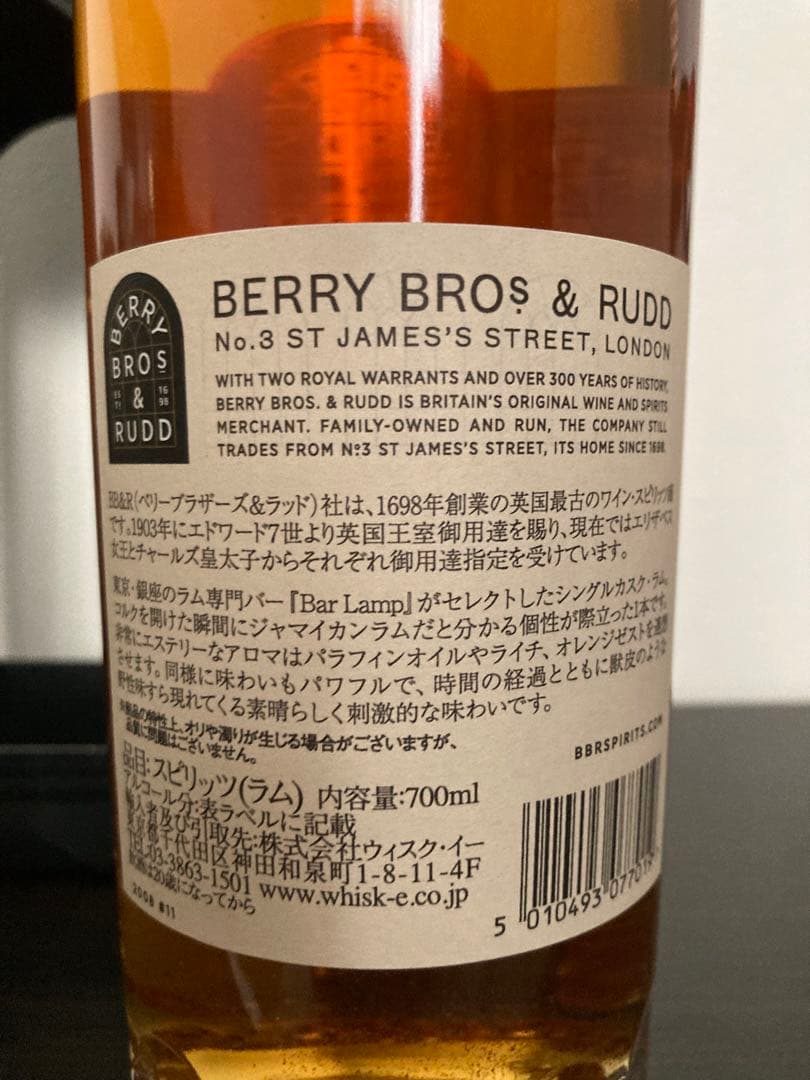 BERRY
BROS
&
ESTD
1698
RUDD
BERRY BROS. & RUDD
No.3 ST JAMES'S STREET, LONDON
WITH TWO ROYAL WARRANTS AND OVER 300 YEARS OF HISTORY,
BERRY BROS. & RUDD IS BRITAIN'S ORIGINAL WINE AND SPIRITS
MERCHANT. FAMILY-OWNED AND RUN, THE COMPANY STILL
TRADES FROM Nº3 ST JAMES'S STREET, ITS HOME SINCE 1698.
BB&R(ベリーブラザーズ&ラッド)社は、1698年創業の英国最古のワイン・スピリッツ商
です。1903年にエドワード7世より英国王室御用達を賜り、現在ではエリザベス
女王とチャールズ皇太子からそれぞれ御用達指定を受けています。
東京・銀座のラム専門バー『Bar Lamp』がセレクトしたシングルカスク・ラム。
コルクを開けた瞬間にジャマイカンラムだと分かる個性が際立った1本です。
非常にエステリーなアロマはパラフィンオイルやライチ、オレンジゼストを連想
させます。同様に味わいもパワフルで、時間の経過とともに獣皮のような
野性味すら現れてくる素晴らしく刺激的な味わいです。
※商品の特性上、オリや濁りが生じる場合がございますが、
品質に問題はございません。
BBRSPIRITS.COM
品目:スピリッツ(ラム) 内容量:700ml
アルコール分:表ラベルに記載
輸入者及び引取先:株式会社ウィスク・イー
東京都千代田区神田和泉町1-8-11-4F
TEL:03-3863-1501 www.whisk-e.co.jp
飲酒は20歳になってから
2008 #11
5 010493 07701